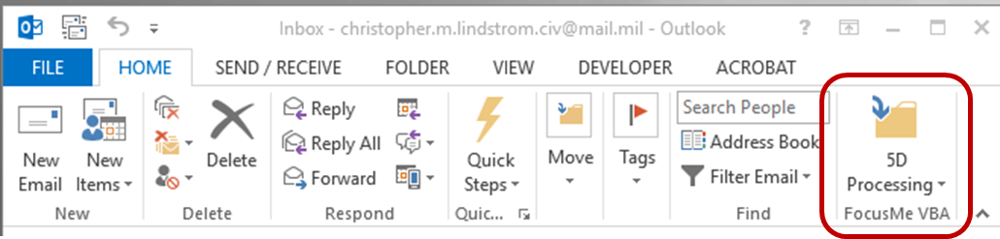 Inbox - christopher.m.lindstrom.civ@mail.mil - Outlook
?
FILE HOME SEND / RECEIVE FOLDER VIEW DEVELOPER ACROBAT
New
Email
New
Items
Delete
Reply
Reply All
Forward
Quick
Steps
Move
Tags
Search People
Address Book
Filter Email
5D
Processing
New
Delete
Respond
Quic...
Find
FocusMe VBA